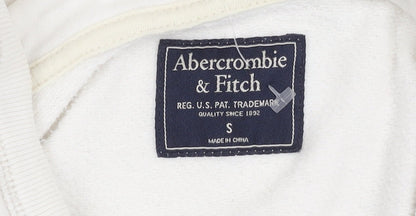 Abercrombie
& Fitch
REG. U.S. PAT. TRADEMARK
QUALITY SINCE 1892
S
MADE IN CHINA